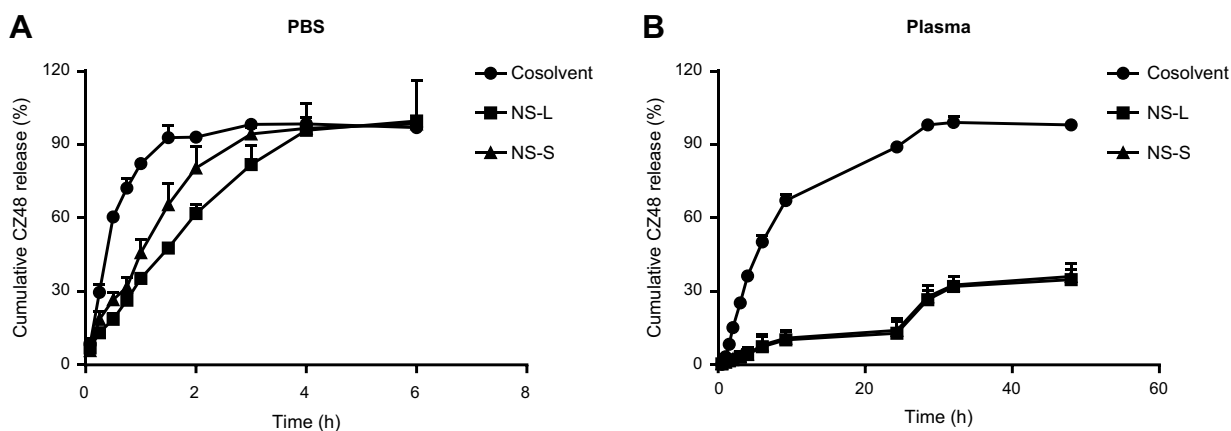 A
PBS
Cumulative CZ48 release (%)
120
90
60
30
0
0 2 4 6 8
Time (h)
Cosolvent
NS-L
NS-S
B
Plasma
Cumulative CZ48 release (%)
120
90
60
30
0
0 20 40 60
Time (h)
Cosolvent
NS-L
NS-S